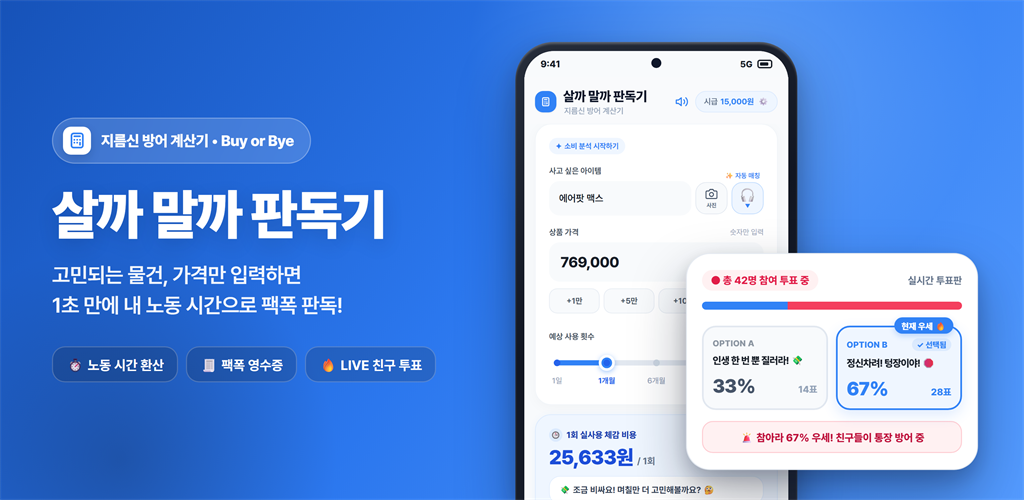 지름신 방어 계산기 • Buy or Bye
살까 말까 판독기
고민되는 물건, 가격만 입력하면
1초 만에 내 노동 시간으로 팩폭 판독!
노동 시간 환산
팩폭 영수증
LIVE 친구 투표
9:41
5G
살까 말까 판독기
지름신 방어 계산기
시급 15,000원
소비 분석 시작하기
사고 싶은 아이템
자동 매칭
에어팟 맥스
사진
상품 가격
숫자만 입력
769,000
+1만
+5만
+10
예상 사용 횟수
1일
1개월
6개월
1회 실사용 체감 비용
25,633원 / 1회
조금 비싸요! 며칠만 더 고민해볼까요?
총 42명 참여 투표 중
실시간 투표판
현재 우세
OPTION A
인생 한 번 뿐 질러라!
33%
14표
OPTION B
✓ 선택됨
정신차려! 텅장이야!
67%
28표
참아라 67% 우세! 친구들이 통장 방어 중